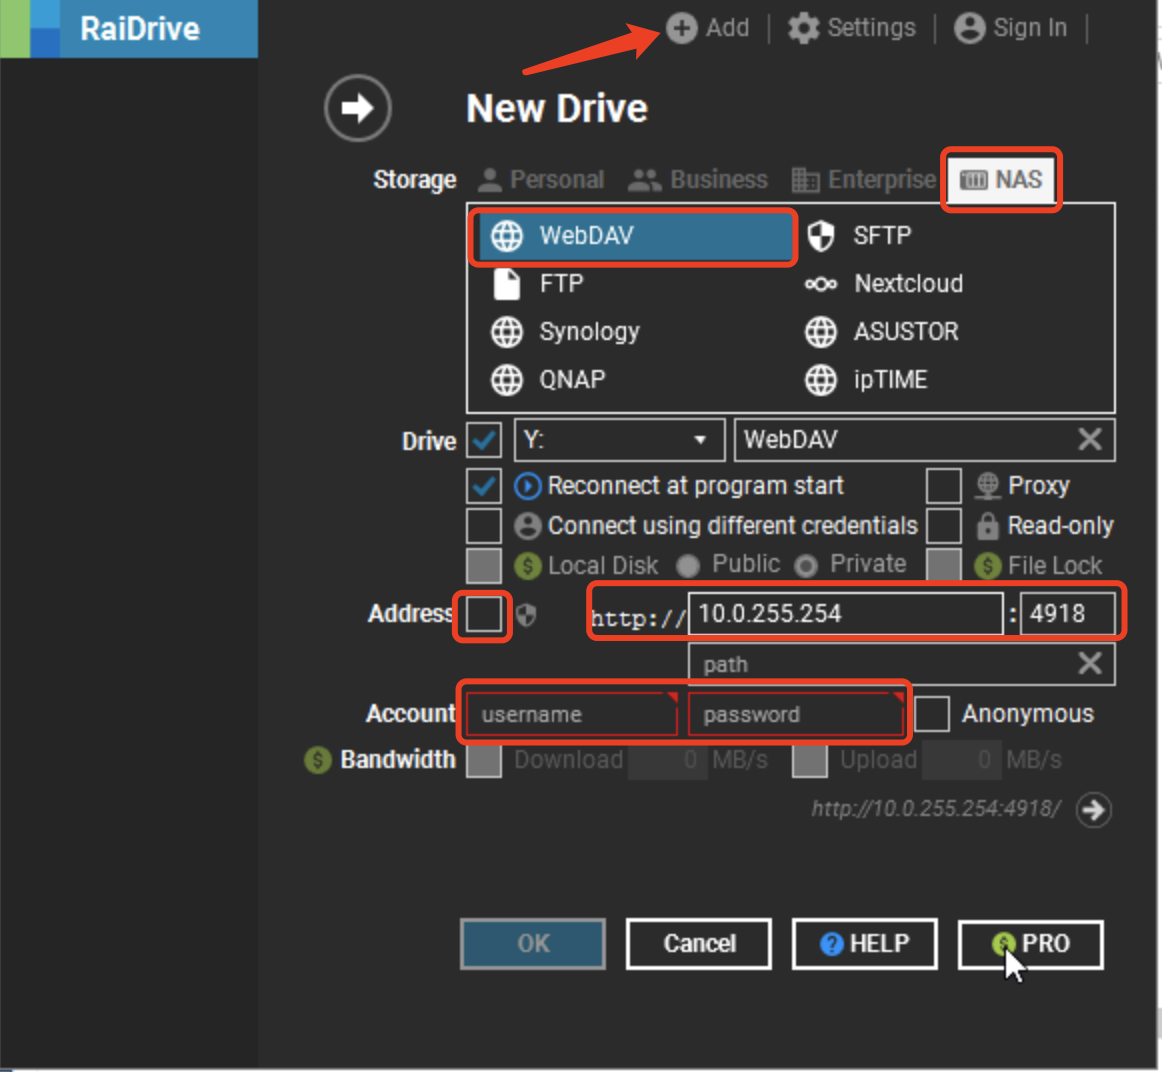 RaiDrive
Add | Settings | Sign In |
New Drive
Storage Personal Business Enterprise NAS
WebDAV SFTP
FTP Nextcloud
Synology ASUSTOR
QNAP ipTIME
Drive Y: WebDAV
Reconnect at program start Proxy
Connect using different credentials Read-only
$ Local Disk Public Private $ File Lock
Address http:// 10.0.255.254 : 4918
path
Account username password Anonymous
$ Bandwidth Download 0 MB/s Upload 0 MB/s
http://10.0.255.254:4918/
OK Cancel ? HELP $ PRO